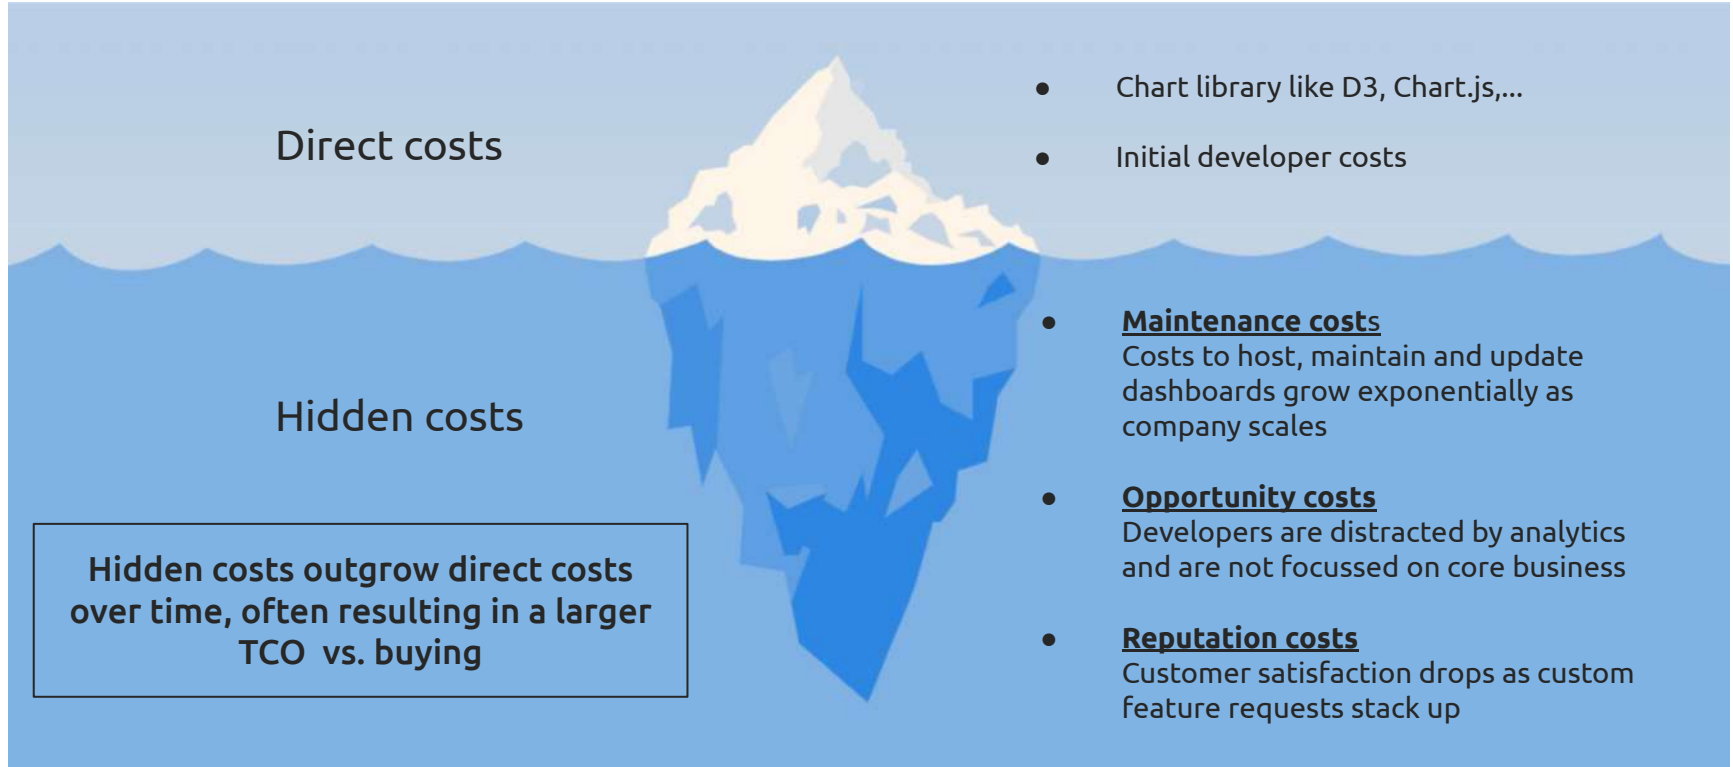 Direct costs
● Chart library like D3, Chart.js,...
● Initial developer costs
Hidden costs
● Maintenance costs
Costs to host, maintain and update
dashboards grow exponentially as
company scales
● Opportunity costs
Developers are distracted by analytics
and are not focussed on core business
● Reputation costs
Customer satisfaction drops as custom
feature requests stack up
Hidden costs outgrow direct costs
over time, often resulting in a larger
TCO vs. buying